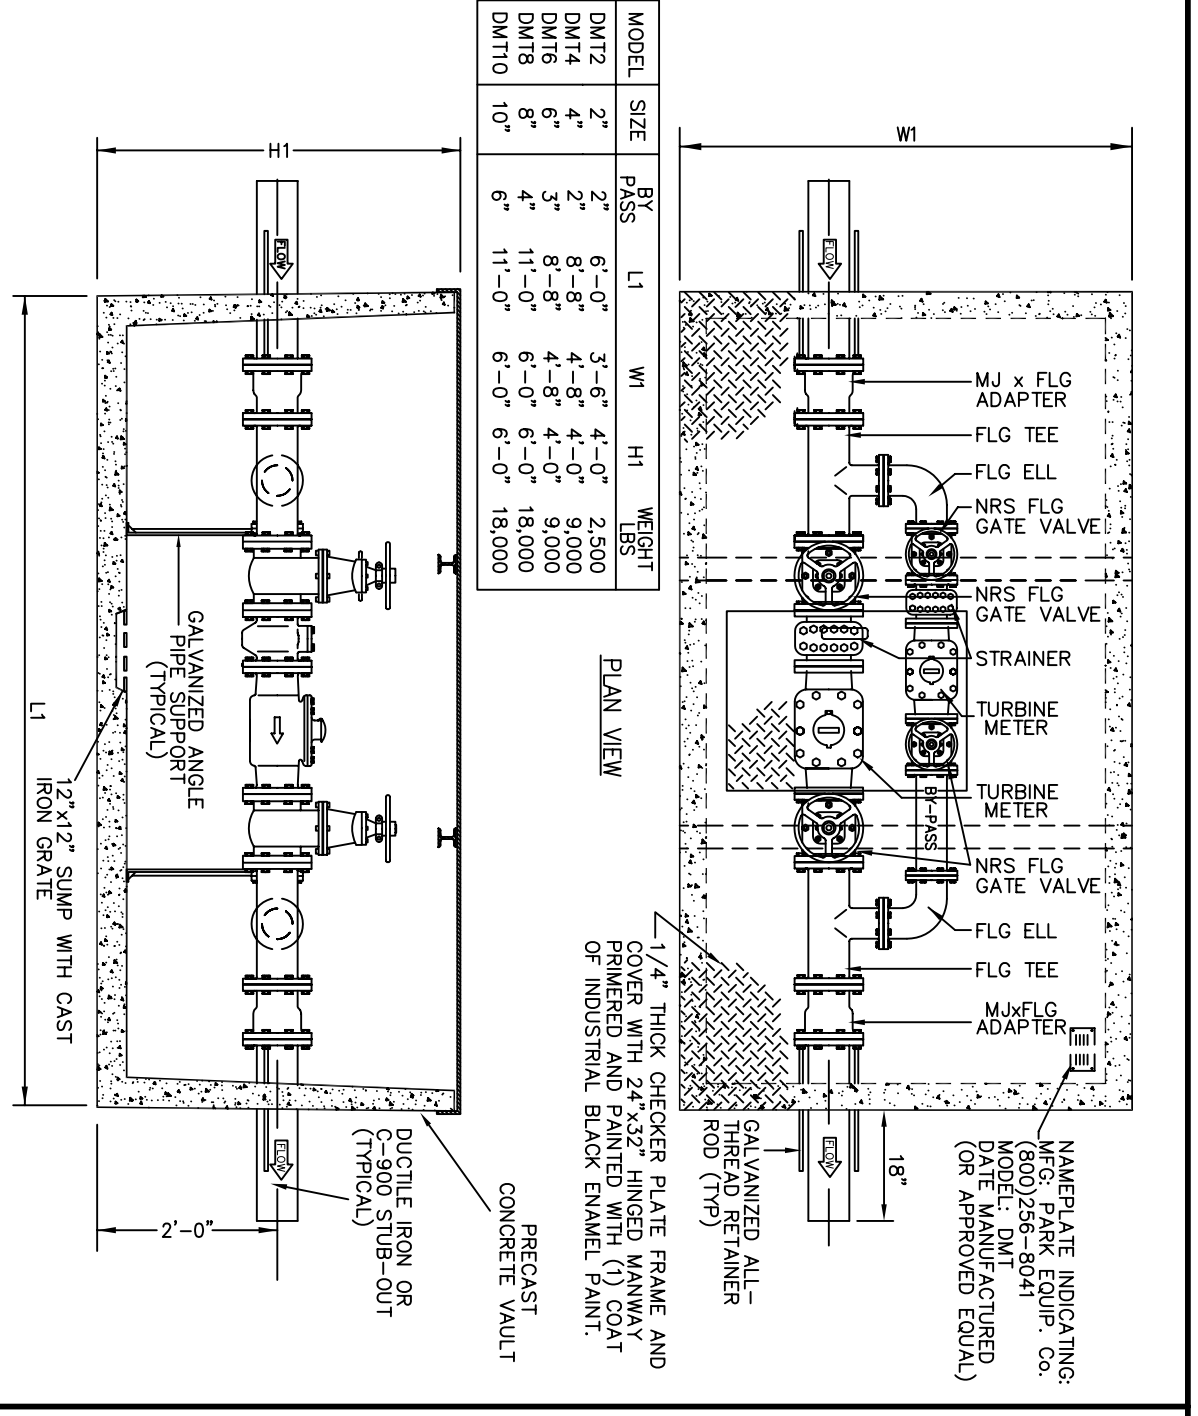 MODEL SIZE BY PASS L1 W1 H1 WEIGHT LBS
DMT2 2" 2" 6'-0" 3'-6" 4'-0" 2,500
DMT4 4" 2" 8'-8" 4'-8" 4'-0" 9,000
DMT6 6" 3" 8'-8" 4'-8" 4'-0" 9,000
DMT8 8" 4" 11'-0" 6'-0" 6'-0" 18,000
DMT10 10" 6" 11'-0" 6'-0" 6'-0" 18,000
W1
FLOW
MJ x FLG
ADAPTER
FLG TEE
FLG ELL
NRS FLG
GATE VALVE
NRS FLG
GATE VALVE
STRAINER
TURBINE
METER
TURBINE
METER
BY-PASS
NRS FLG
GATE VALVE
FLG ELL
FLG TEE
MJxFLG
ADAPTER
FLOW
18"
NAMEPLATE INDICATING:
MFG: PARK EQUIP. Co.
(800)256-8041
MODEL: DMT
DATE MANUFACTURED
(OR APPROVED EQUAL)
GALVANIZED ALL-
THREAD RETAINER
ROD (TYP)
1/4" THICK CHECKER PLATE FRAME AND
COVER WITH 24"x32" HINGED MANWAY
PRIMERED AND PAINTED WITH (1) COAT
OF INDUSTRIAL BLACK ENAMEL PAINT.
PLAN VIEW
H1
FLOW
GALVANIZED ANGLE
PIPE SUPPORT
(TYPICAL)
12"x12" SUMP WITH CAST
IRON GRATE
L1
PRECAST
CONCRETE VAULT
DUCTILE IRON OR
C-900 STUB-OUT
(TYPICAL)
FLOW
2'-0"